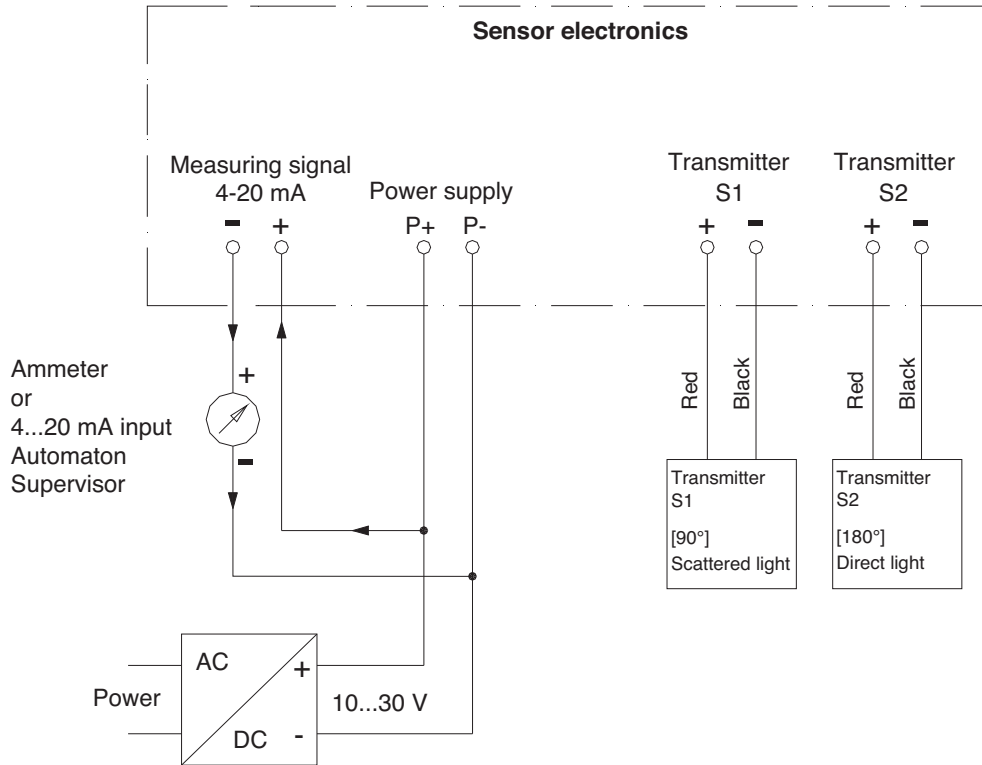 Sensor electronics
Measuring signal
4-20 mA
Power supply
Transmitter
S1
Transmitter
S2
- +
P+ P-
+ -
+ -
Red
Black
Red
Black
Ammeter
or
4...20 mA input
Automaton
Supervisor
+
-
Transmitter
S1
[90°]
Scattered light
Transmitter
S2
[180°]
Direct light
Power
AC
DC
+
-
10...30 V